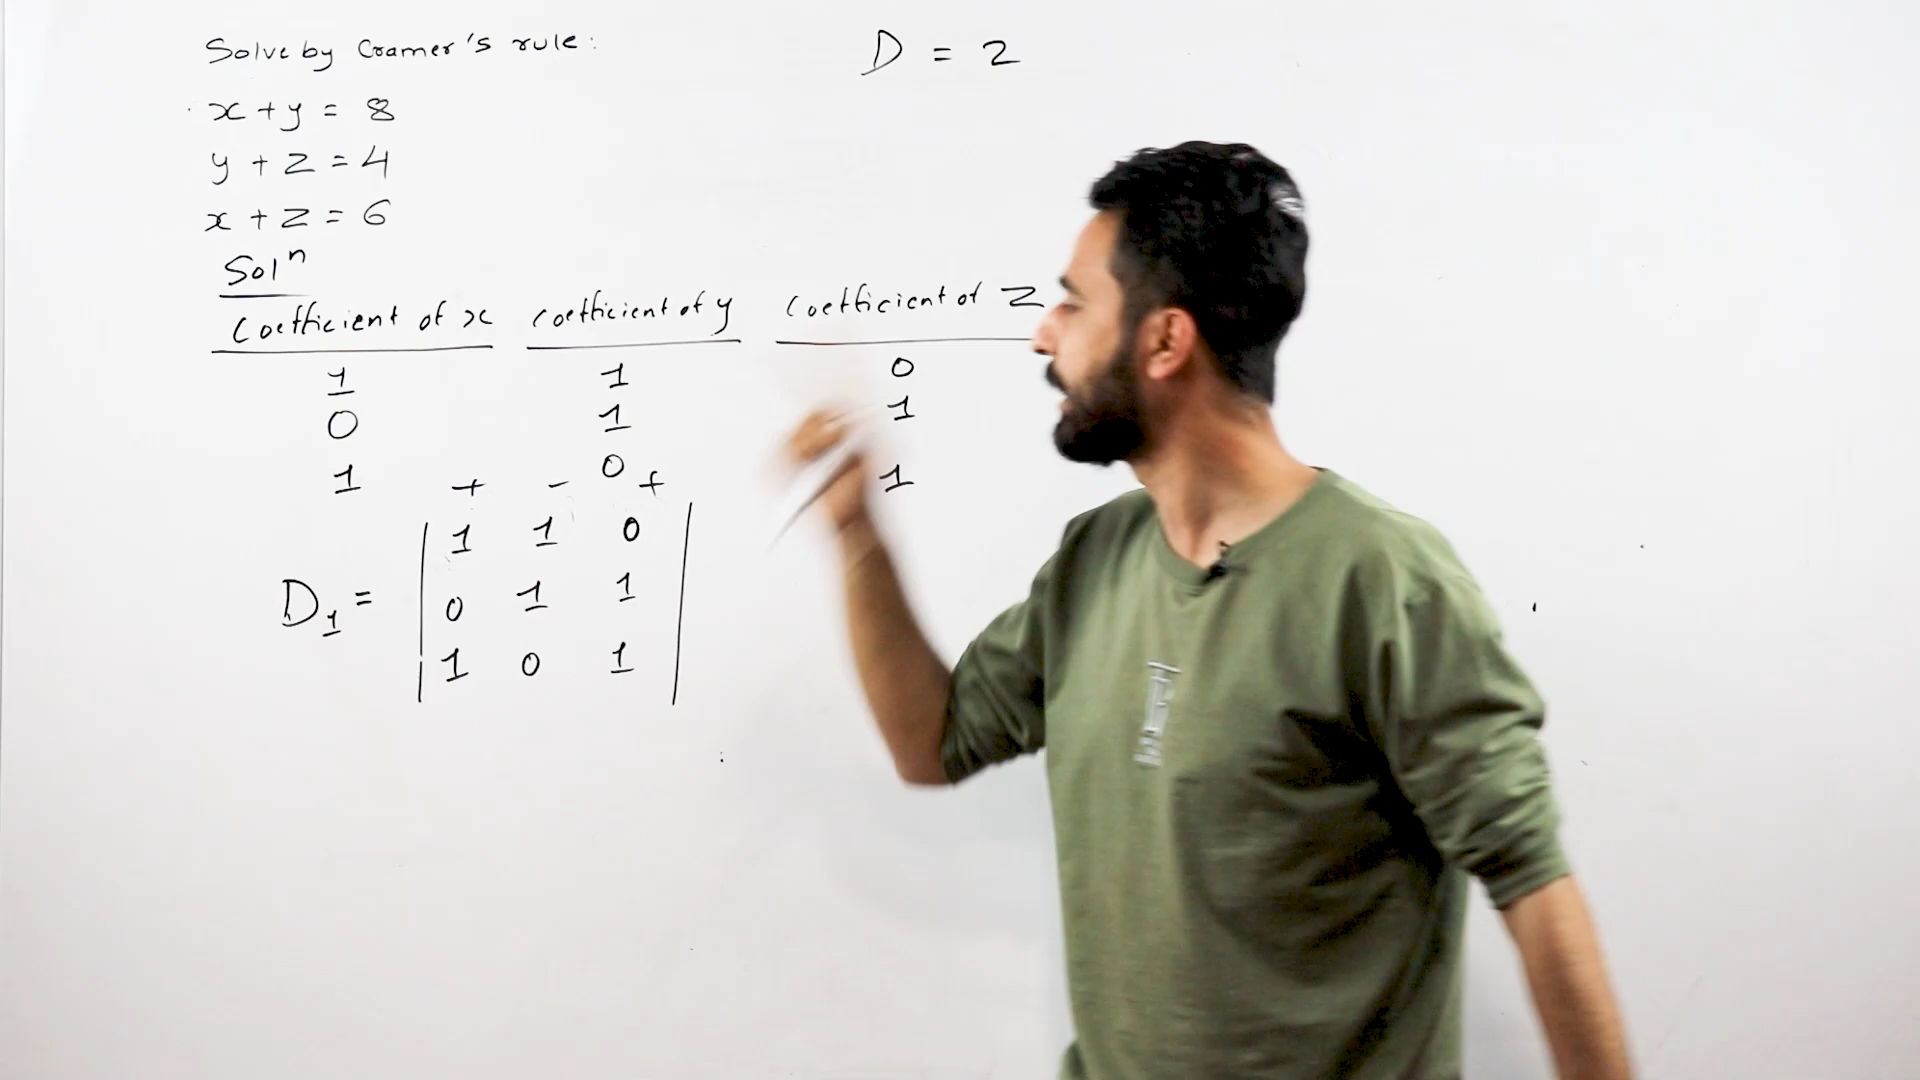 Solve by Cramer's rule:
x + y = 8
y + z = 4
x + z = 6
Solⁿ
D = 2
Coefficient of x coefficient of y Coefficient of z
1 1 0
0 1 1
1 0 1
+ - +
1 1 0
D₁ = 0 1 1
1 0 1